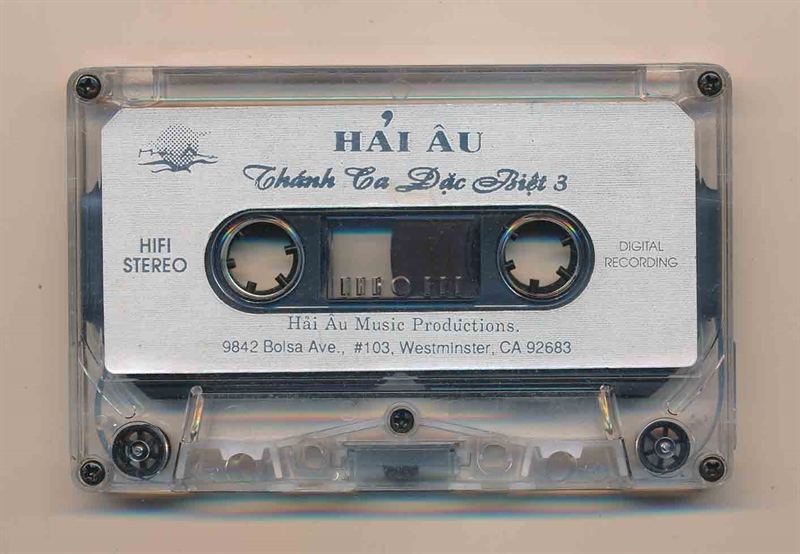 HẢI ÂU
Thánh Ca Đặc Biệt 3
HIFI
STEREO
DIGITAL
RECORDING
Hải Âu Music Productions.
9842 Bolsa Ave., #103, Westminster, CA 92683